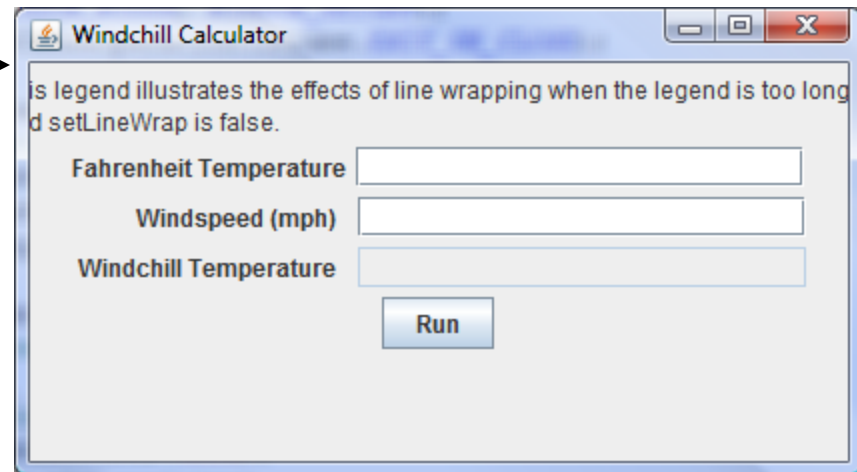 Windchill Calculator
is legend illustrates the effects of line wrapping when the legend is too long
d setLineWrap is false.
Fahrenheit Temperature
Windspeed (mph)
Windchill Temperature
Run